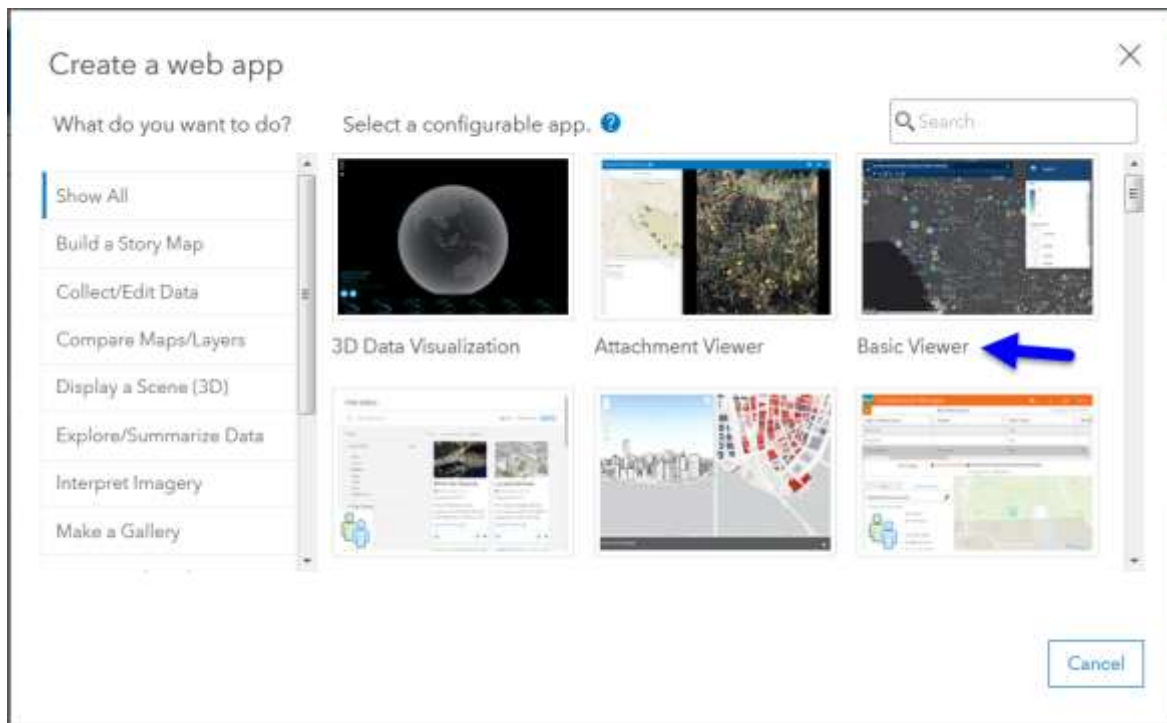 Create a web app
What do you want to do?
Select a configurable app.
Search
Show All
Build a Story Map
Collect/Edit Data
Compare Maps/Layers
Display a Scene (3D)
Explore/Summarize Data
Interpret Imagery
Make a Gallery
3D Data Visualization
Attachment Viewer
Basic Viewer
Cancel